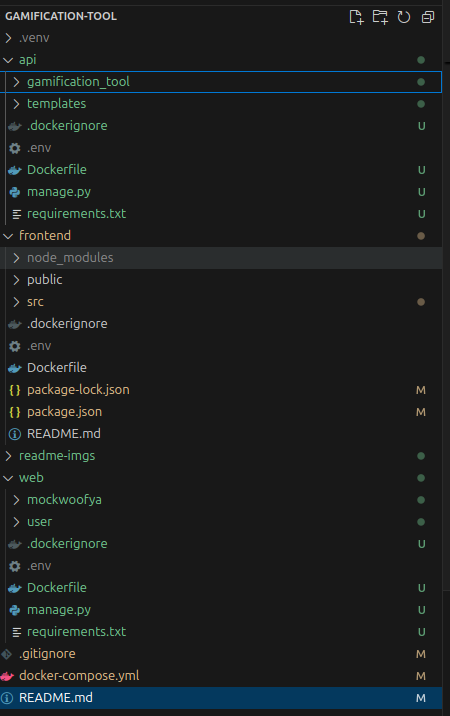 GAMIFICATION-TOOL
.venv
api
gamification_tool
templates
.dockerignore U
.env
Dockerfile U
manage.py U
requirements.txt U
frontend
node_modules
public
src
.dockerignore
.env
Dockerfile
{} package-lock.json M
{} package.json M
README.md
readme-imgs
web
mockwoofya
user
.dockerignore U
.env
Dockerfile U
manage.py U
requirements.txt U
.gitignore M
docker-compose.yml M
README.md M